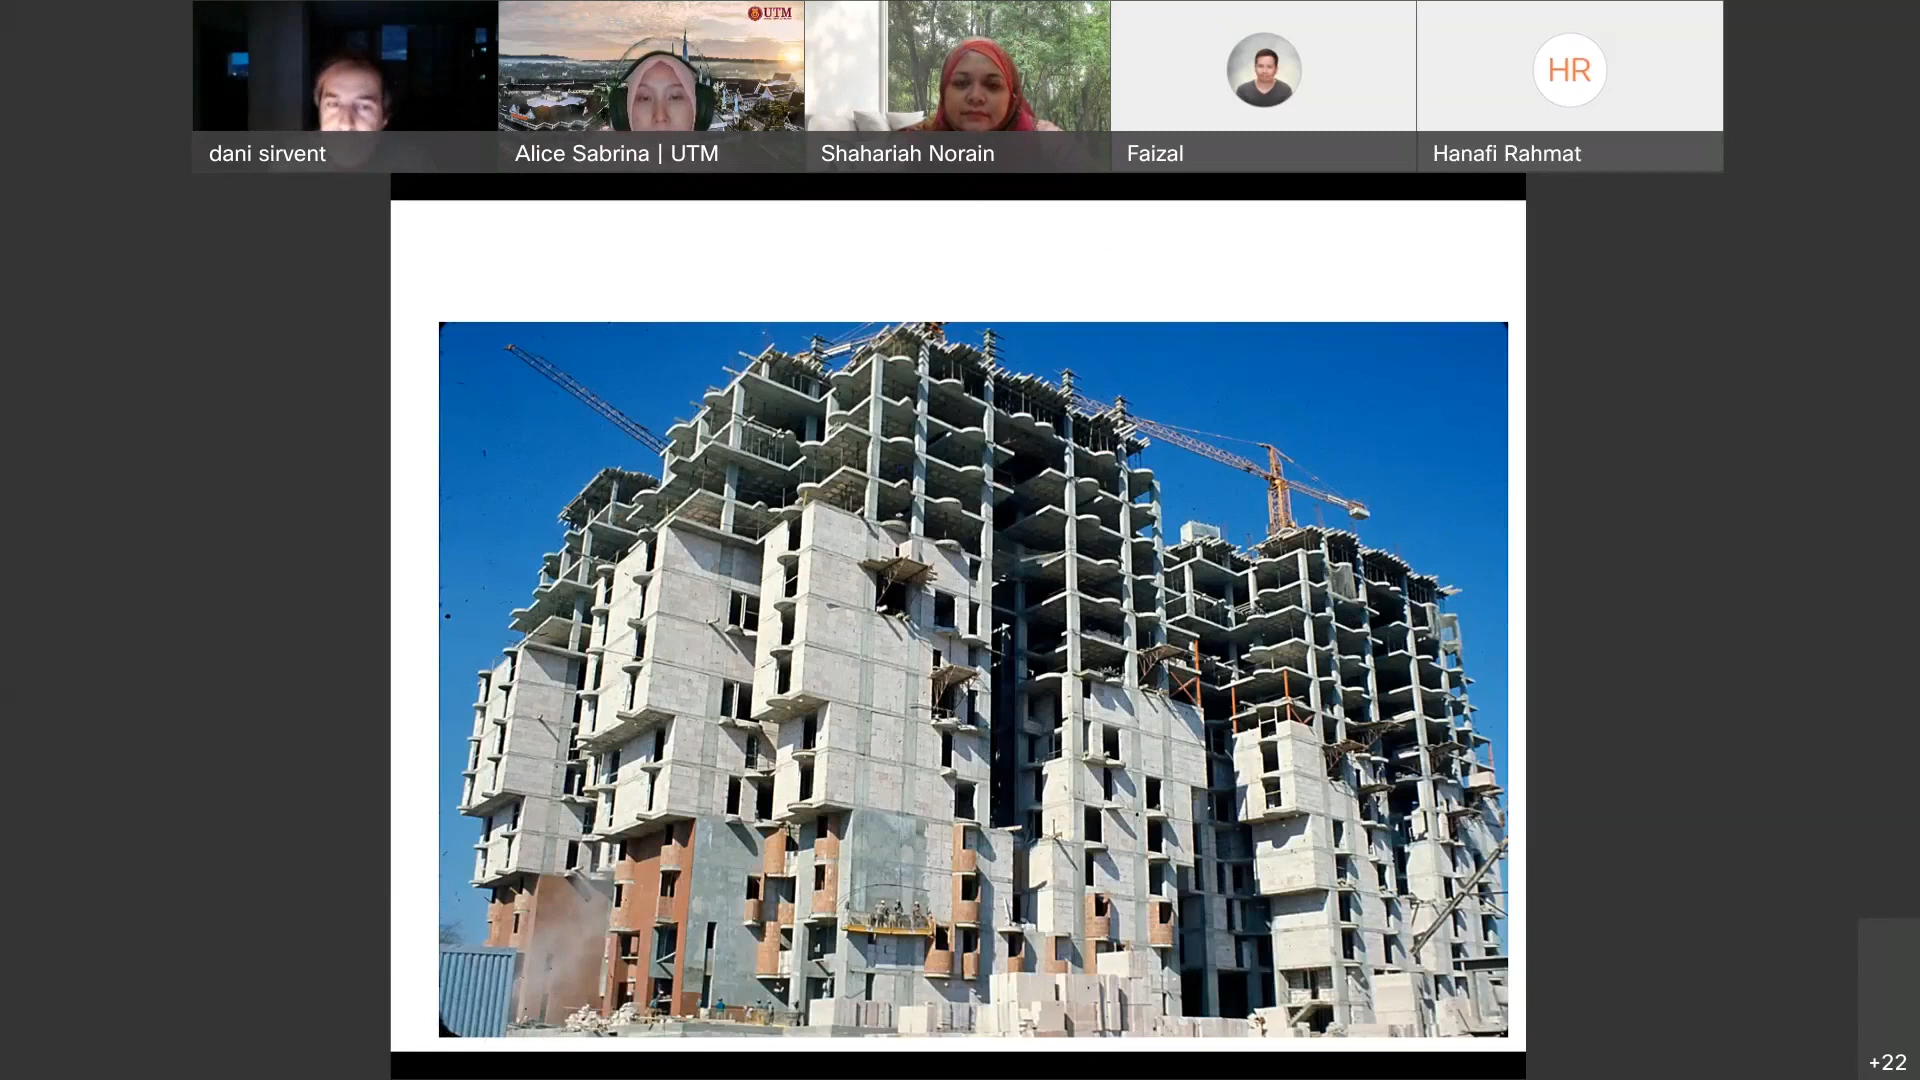 UTM
dani sirvent
Alice Sabrina | UTM
Shahariah Norain
Faizal
HR
Hanafi Rahmat
+22